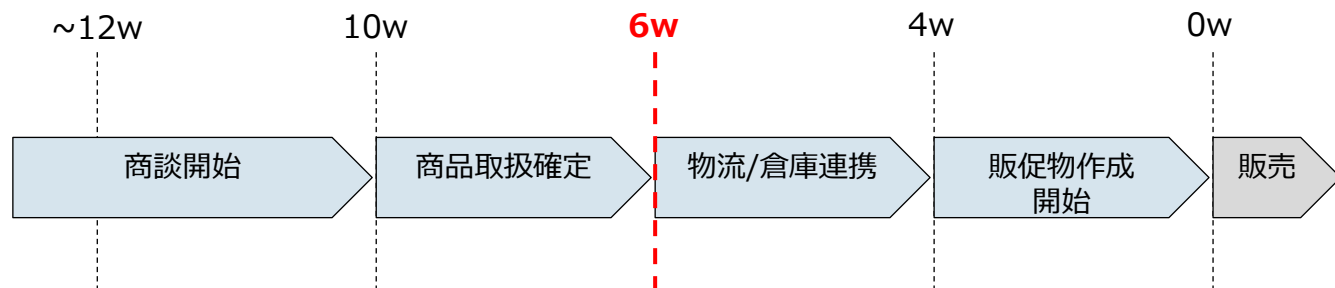 ~12w
10w
6w
4w
0w
商談開始
商品取扱確定
物流/倉庫連携
販促物作成
開始
販売